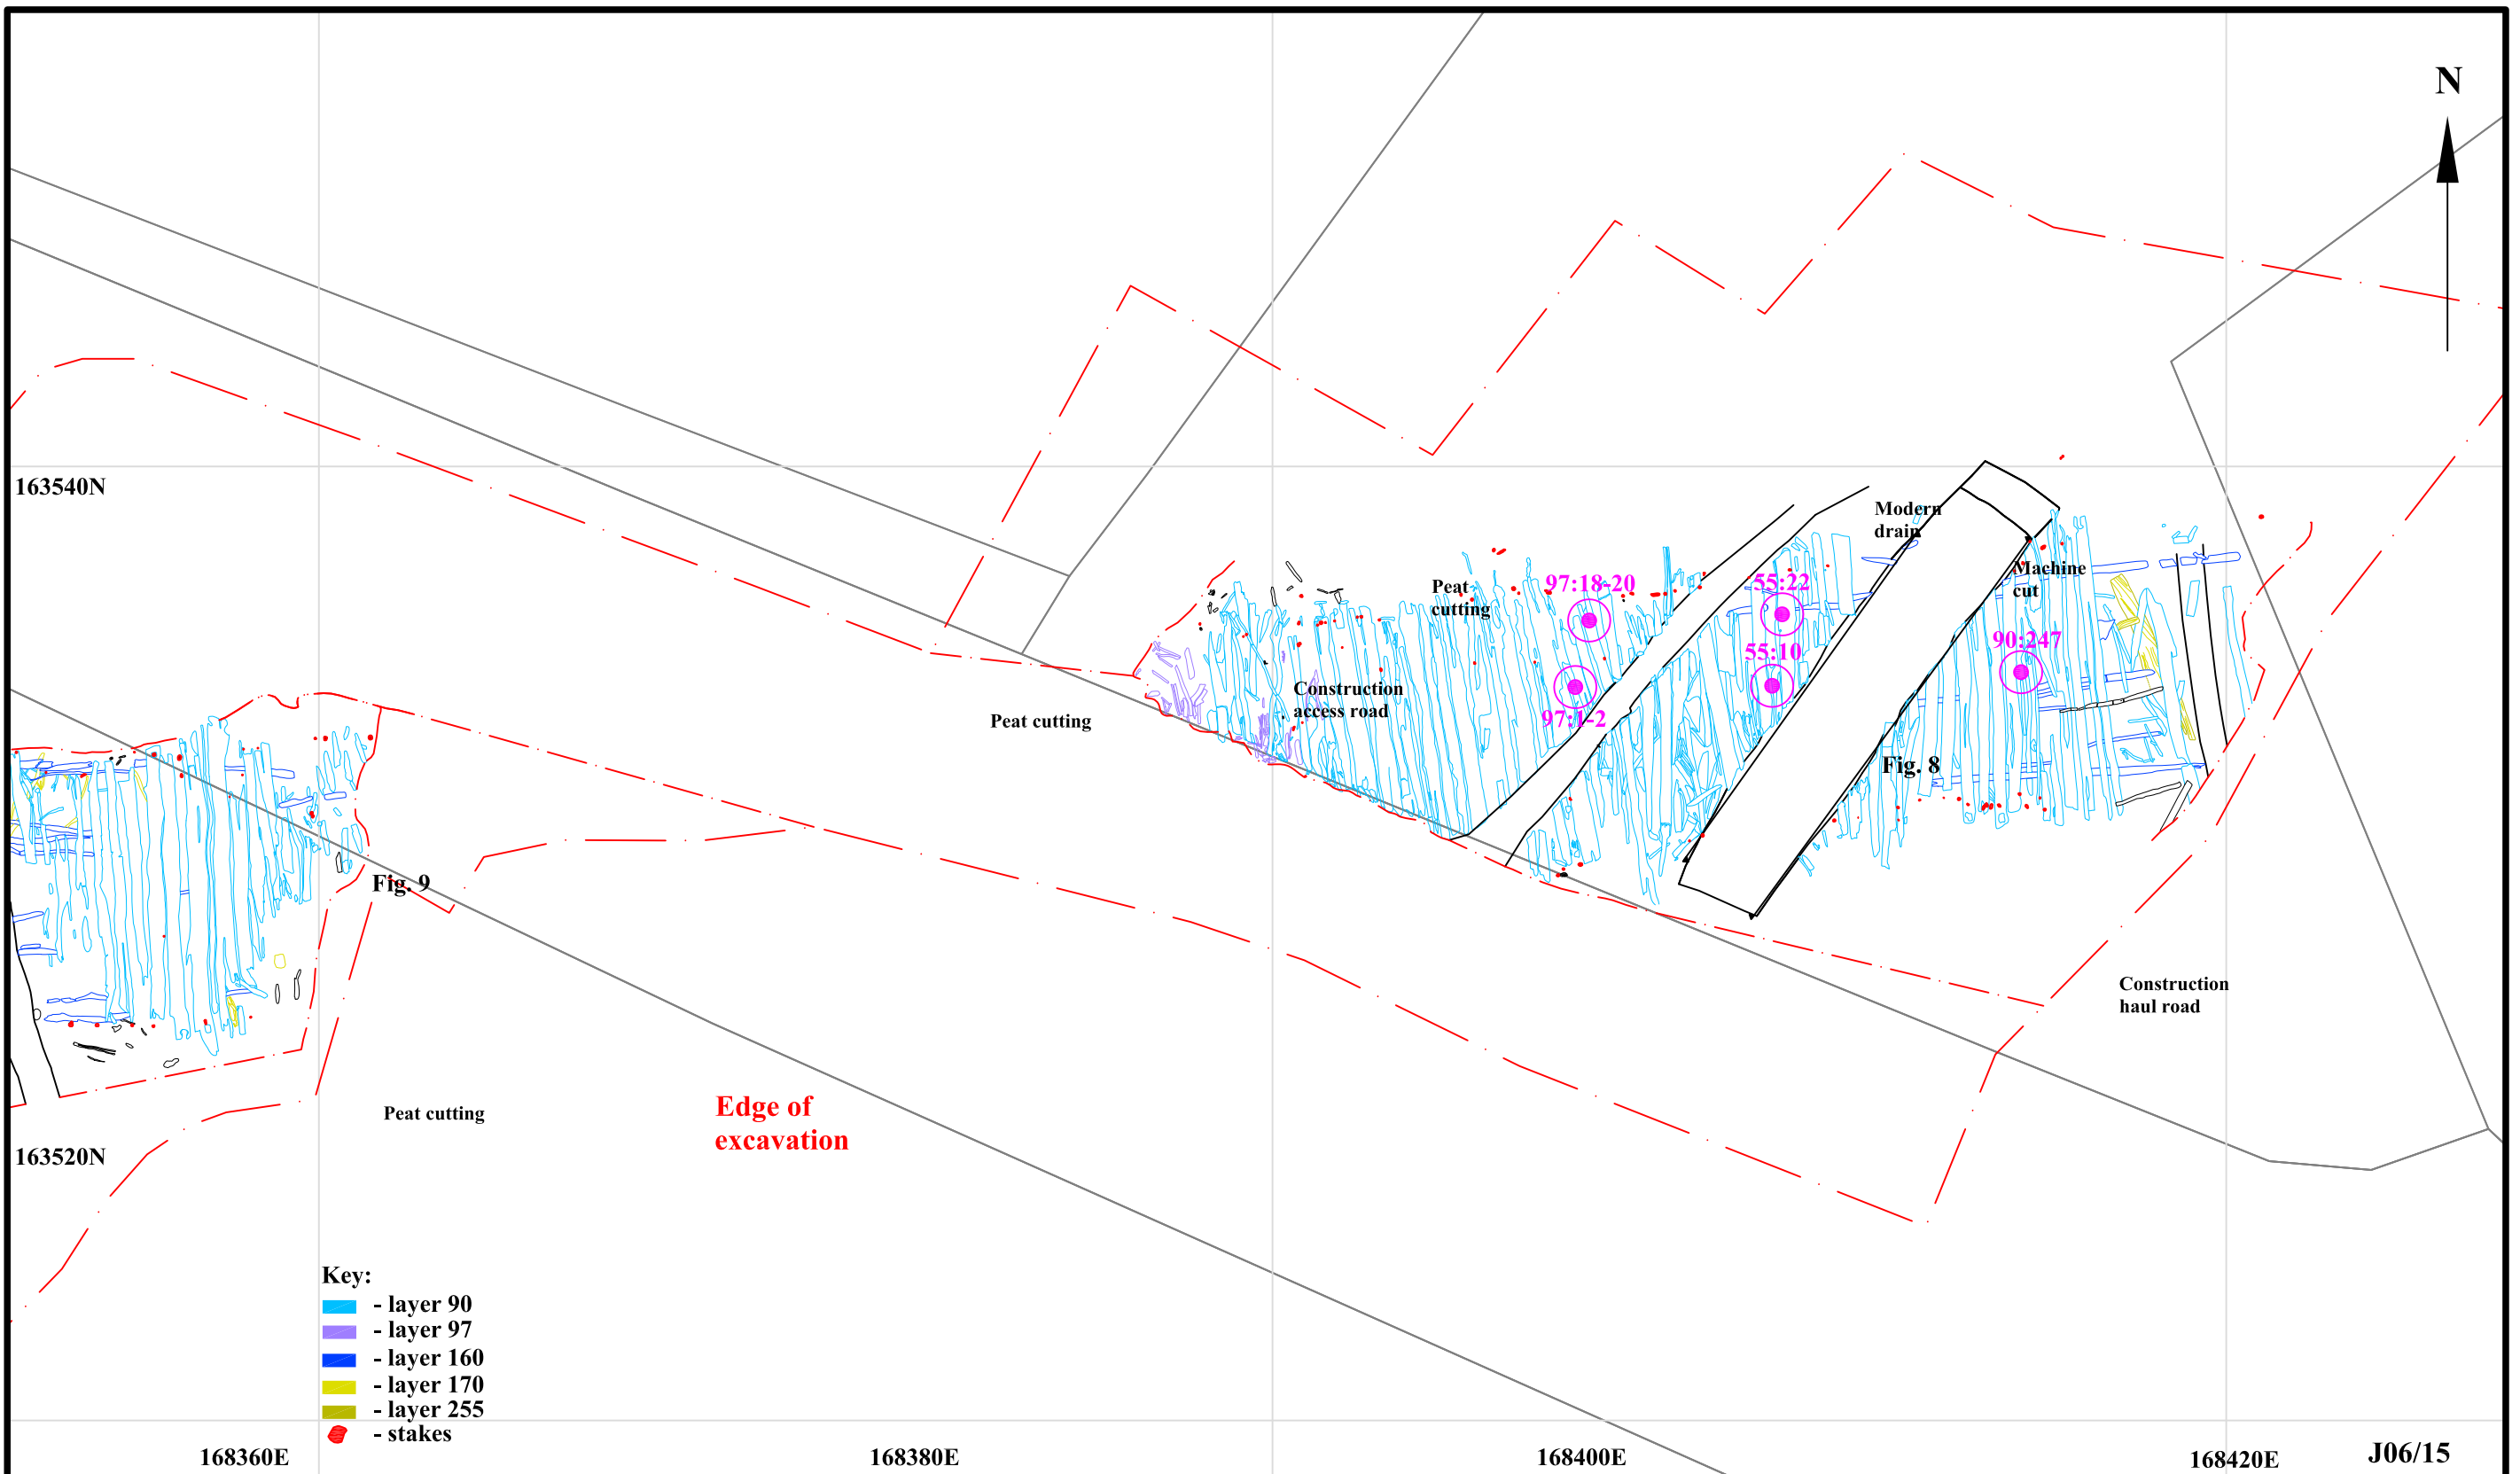 N
163540N
Modern
drain
Machine
cut
Peat
cutting
97:18-20
55:22
55:10
90:247
97:1-2
Construction
access road
Peat cutting
Fig. 8
Fig. 9
Construction
haul road
Peat cutting
Edge of
excavation
163520N
Key:
- layer 90
- layer 97
- layer 160
- layer 170
- layer 255
- stakes
168360E
168380E
168400E
168420E
J06/15